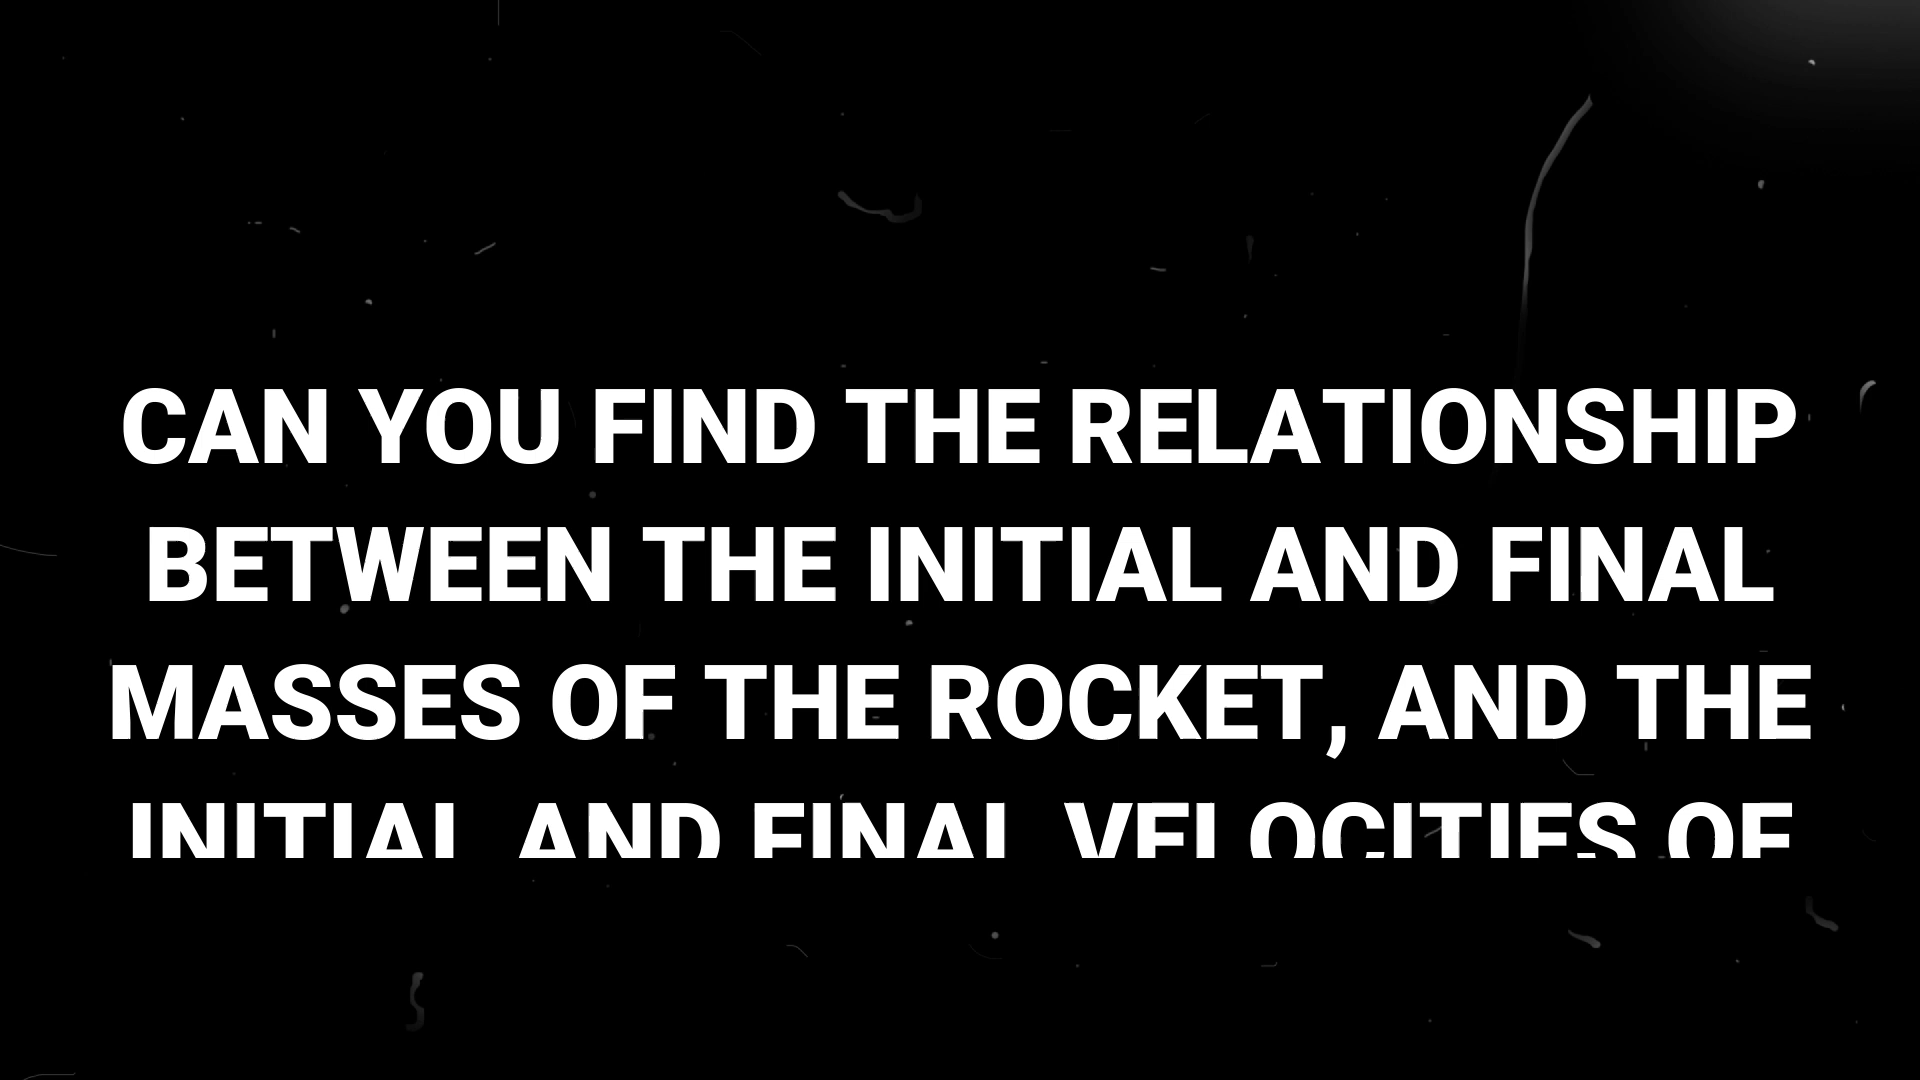 CAN YOU FIND THE RELATIONSHIP
BETWEEN THE INITIAL AND FINAL
MASSES OF THE ROCKET, AND THE
INITIAL AND FINAL VELOCITIES OF